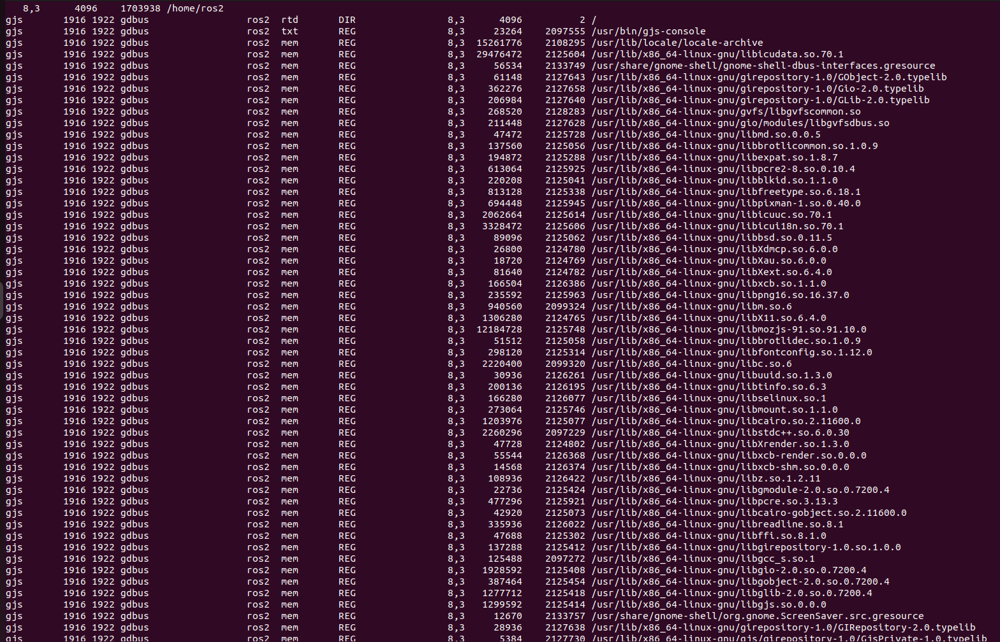 8,3 4096 1703938 /home/ros2
gjs 1916 1922 gdbus ros2 rtd DIR 8,3 4096 2 /
gjs 1916 1922 gdbus ros2 txt REG 8,3 23264 2097555 /usr/bin/gjs-console
gjs 1916 1922 gdbus ros2 mem REG 8,3 15261776 2108295 /usr/lib/locale/locale-archive
gjs 1916 1922 gdbus ros2 mem REG 8,3 29476472 2125604 /usr/lib/x86_64-linux-gnu/libicudata.so.70.1
gjs 1916 1922 gdbus ros2 mem REG 8,3 56534 2133749 /usr/share/gnome-shell/gnome-shell-dbus-interfaces.gresource
gjs 1916 1922 gdbus ros2 mem REG 8,3 61148 2127643 /usr/lib/x86_64-linux-gnu/girepository-1.0/GObject-2.0.typelib
gjs 1916 1922 gdbus ros2 mem REG 8,3 362276 2127658 /usr/lib/x86_64-linux-gnu/girepository-1.0/Gio-2.0.typelib
gjs 1916 1922 gdbus ros2 mem REG 8,3 206984 2127640 /usr/lib/x86_64-linux-gnu/girepository-1.0/GLib-2.0.typelib
gjs 1916 1922 gdbus ros2 mem REG 8,3 268520 2128283 /usr/lib/x86_64-linux-gnu/gvfs/libgvfscommon.so
gjs 1916 1922 gdbus ros2 mem REG 8,3 211448 2127628 /usr/lib/x86_64-linux-gnu/gio/modules/libgvfsdbus.so
gjs 1916 1922 gdbus ros2 mem REG 8,3 47472 2125728 /usr/lib/x86_64-linux-gnu/libmd.so.0.0.5
gjs 1916 1922 gdbus ros2 mem REG 8,3 137560 2125056 /usr/lib/x86_64-linux-gnu/libbrotlicommon.so.1.0.9
gjs 1916 1922 gdbus ros2 mem REG 8,3 194872 2125288 /usr/lib/x86_64-linux-gnu/libexpat.so.1.8.7
gjs 1916 1922 gdbus ros2 mem REG 8,3 613064 2125925 /usr/lib/x86_64-linux-gnu/libpcre2-8.so.0.10.4
gjs 1916 1922 gdbus ros2 mem REG 8,3 220208 2125041 /usr/lib/x86_64-linux-gnu/libblkid.so.1.1.0
gjs 1916 1922 gdbus ros2 mem REG 8,3 813128 2125338 /usr/lib/x86_64-linux-gnu/libfreetype.so.6.18.1
gjs 1916 1922 gdbus ros2 mem REG 8,3 694448 2125945 /usr/lib/x86_64-linux-gnu/libpixman-1.so.0.40.0
gjs 1916 1922 gdbus ros2 mem REG 8,3 2062664 2125614 /usr/lib/x86_64-linux-gnu/libicuuc.so.70.1
gjs 1916 1922 gdbus ros2 mem REG 8,3 3328472 2125606 /usr/lib/x86_64-linux-gnu/libicui18n.so.70.1
gjs 1916 1922 gdbus ros2 mem REG 8,3 89096 2125062 /usr/lib/x86_64-linux-gnu/libbsd.so.0.11.5
gjs 1916 1922 gdbus ros2 mem REG 8,3 26800 2124780 /usr/lib/x86_64-linux-gnu/libXdmcp.so.6.0.0
gjs 1916 1922 gdbus ros2 mem REG 8,3 18720 2124769 /usr/lib/x86_64-linux-gnu/libXau.so.6.0.0
gjs 1916 1922 gdbus ros2 mem REG 8,3 81640 2124782 /usr/lib/x86_64-linux-gnu/libXext.so.6.4.0
gjs 1916 1922 gdbus ros2 mem REG 8,3 166504 2126386 /usr/lib/x86_64-linux-gnu/libxcb.so.1.1.0
gjs 1916 1922 gdbus ros2 mem REG 8,3 235592 2125963 /usr/lib/x86_64-linux-gnu/libpng16.so.16.37.0
gjs 1916 1922 gdbus ros2 mem REG 8,3 940560 2099324 /usr/lib/x86_64-linux-gnu/libm.so.6
gjs 1916 1922 gdbus ros2 mem REG 8,3 1306280 2124765 /usr/lib/x86_64-linux-gnu/libX11.so.6.4.0
gjs 1916 1922 gdbus ros2 mem REG 8,3 12184728 2125748 /usr/lib/x86_64-linux-gnu/libmozjs-91.so.91.10.0
gjs 1916 1922 gdbus ros2 mem REG 8,3 51512 2125058 /usr/lib/x86_64-linux-gnu/libbrotlidec.so.1.0.9
gjs 1916 1922 gdbus ros2 mem REG 8,3 298120 2125314 /usr/lib/x86_64-linux-gnu/libfontconfig.so.1.12.0
gjs 1916 1922 gdbus ros2 mem REG 8,3 2220400 2099320 /usr/lib/x86_64-linux-gnu/libc.so.6
gjs 1916 1922 gdbus ros2 mem REG 8,3 30936 2126261 /usr/lib/x86_64-linux-gnu/libuuid.so.1.3.0
gjs 1916 1922 gdbus ros2 mem REG 8,3 200136 2126195 /usr/lib/x86_64-linux-gnu/libtinfo.so.6.3
gjs 1916 1922 gdbus ros2 mem REG 8,3 166280 2126077 /usr/lib/x86_64-linux-gnu/libselinux.so.1
gjs 1916 1922 gdbus ros2 mem REG 8,3 273064 2125746 /usr/lib/x86_64-linux-gnu/libmount.so.1.1.0
gjs 1916 1922 gdbus ros2 mem REG 8,3 1203976 2125077 /usr/lib/x86_64-linux-gnu/libcairo.so.2.11600.0
gjs 1916 1922 gdbus ros2 mem REG 8,3 2260296 2097229 /usr/lib/x86_64-linux-gnu/libstdc++.so.6.0.30
gjs 1916 1922 gdbus ros2 mem REG 8,3 47728 2124802 /usr/lib/x86_64-linux-gnu/libXrender.so.1.3.0
gjs 1916 1922 gdbus ros2 mem REG 8,3 55544 2126368 /usr/lib/x86_64-linux-gnu/libxcb-render.so.0.0.0
gjs 1916 1922 gdbus ros2 mem REG 8,3 14568 2126374 /usr/lib/x86_64-linux-gnu/libxcb-shm.so.0.0.0
gjs 1916 1922 gdbus ros2 mem REG 8,3 108936 2126422 /usr/lib/x86_64-linux-gnu/libz.so.1.2.11
gjs 1916 1922 gdbus ros2 mem REG 8,3 22736 2125424 /usr/lib/x86_64-linux-gnu/libgmodule-2.0.so.0.7200.4
gjs 1916 1922 gdbus ros2 mem REG 8,3 477296 2125921 /usr/lib/x86_64-linux-gnu/libpcre.so.3.13.3
gjs 1916 1922 gdbus ros2 mem REG 8,3 42920 2125073 /usr/lib/x86_64-linux-gnu/libcairo-gobject.so.2.11600.0
gjs 1916 1922 gdbus ros2 mem REG 8,3 335936 2126022 /usr/lib/x86_64-linux-gnu/libreadline.so.8.1
gjs 1916 1922 gdbus ros2 mem REG 8,3 47688 2125302 /usr/lib/x86_64-linux-gnu/libffi.so.8.1.0
gjs 1916 1922 gdbus ros2 mem REG 8,3 137288 2125412 /usr/lib/x86_64-linux-gnu/libgirepository-1.0.so.1.0.0
gjs 1916 1922 gdbus ros2 mem REG 8,3 125488 2097272 /usr/lib/x86_64-linux-gnu/libgcc_s.so.1
gjs 1916 1922 gdbus ros2 mem REG 8,3 1928592 2125408 /usr/lib/x86_64-linux-gnu/libgio-2.0.so.0.7200.4
gjs 1916 1922 gdbus ros2 mem REG 8,3 387464 2125454 /usr/lib/x86_64-linux-gnu/libgobject-2.0.so.0.7200.4
gjs 1916 1922 gdbus ros2 mem REG 8,3 1277712 2125418 /usr/lib/x86_64-linux-gnu/libglib-2.0.so.0.7200.4
gjs 1916 1922 gdbus ros2 mem REG 8,3 1299592 2125414 /usr/lib/x86_64-linux-gnu/libgjs.so.0.0.0
gjs 1916 1922 gdbus ros2 mem REG 8,3 12670 2133757 /usr/share/gnome-shell/org.gnome.ScreenSaver.src.gresource
gjs 1916 1922 gdbus ros2 mem REG 8,3 28936 2127638 /usr/lib/x86_64-linux-gnu/girepository-1.0/GIRepository-2.0.typelib
gjs 1916 1922 gdbus ros2 mem REG 8,3 5384 2127730 /usr/lib/x86_64-linux-gnu/gjs/girepository-1.0/GjsPrivate-1.0.typelib